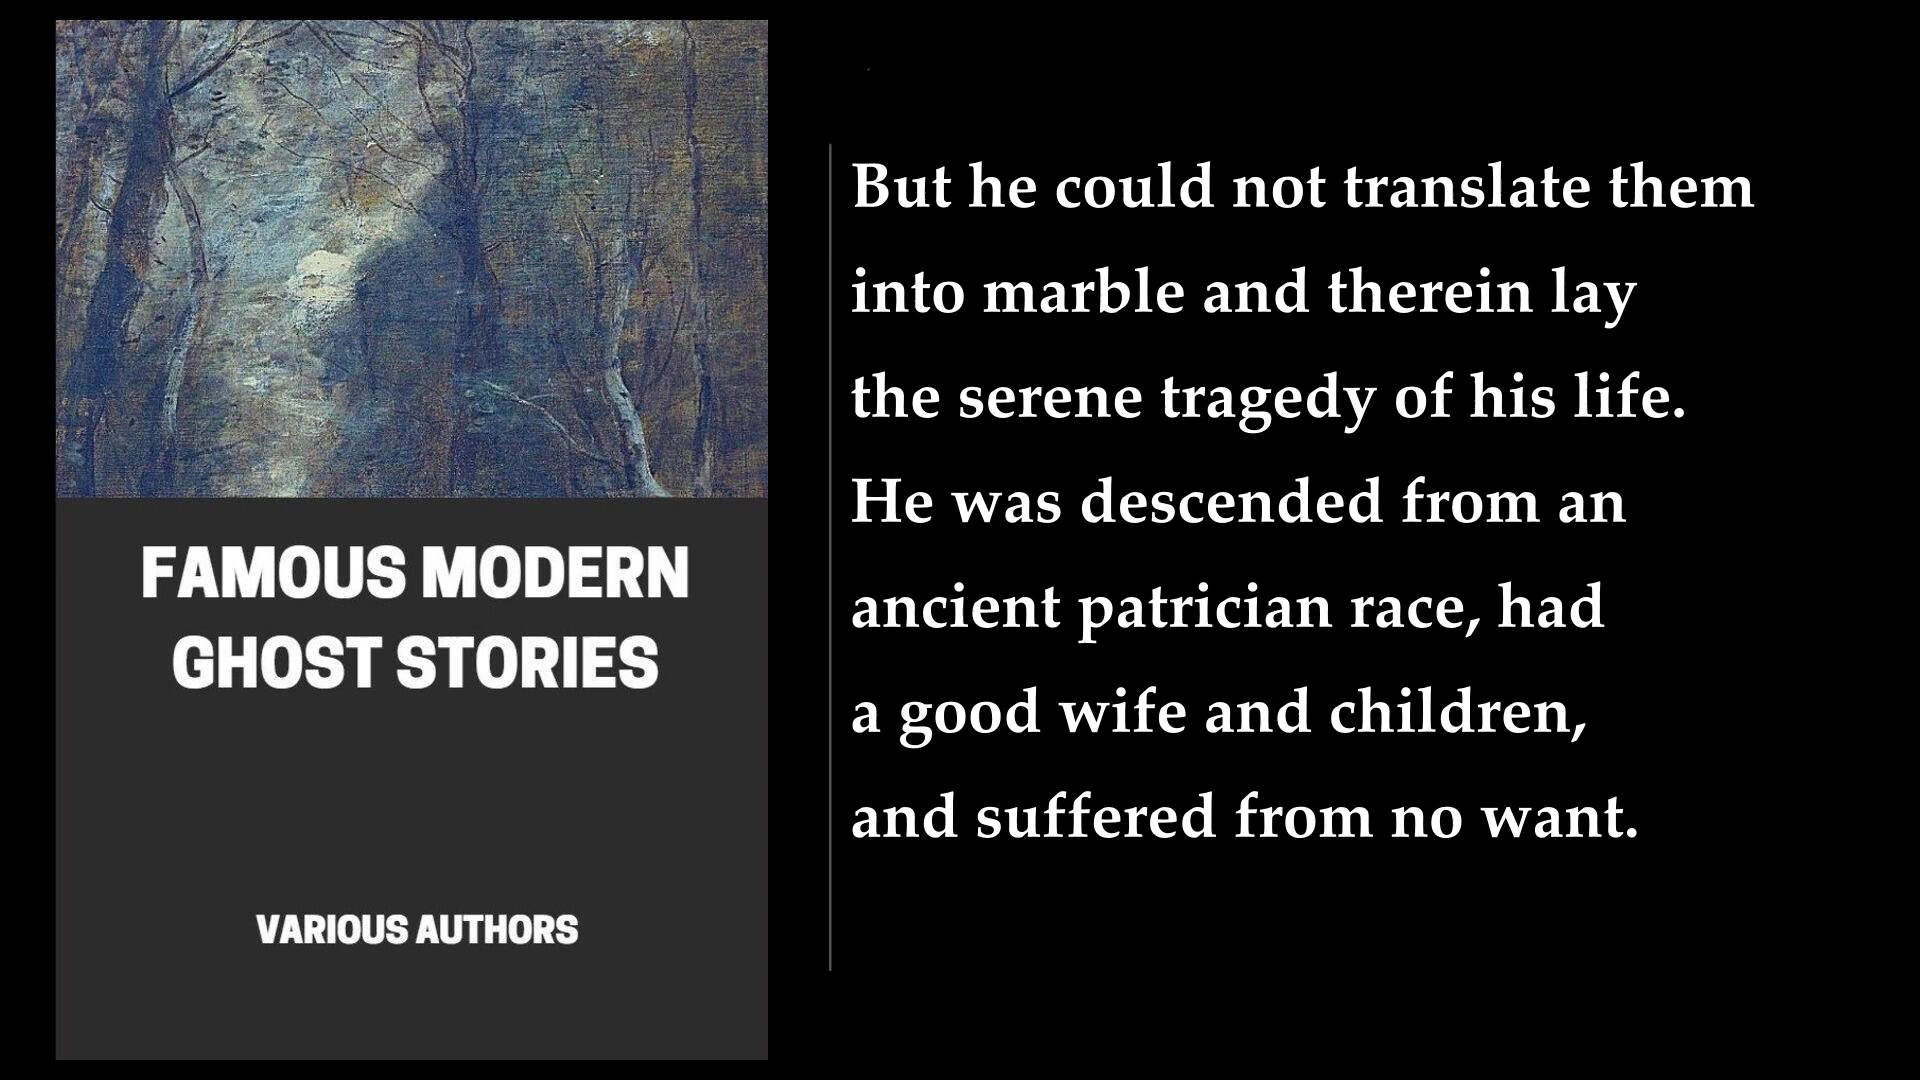 FAMOUS MODERN
GHOST STORIES
VARIOUS AUTHORS
But he could not translate them
into marble and therein lay
the serene tragedy of his life.
He was descended from an
ancient patrician race, had
a good wife and children,
and suffered from no want.